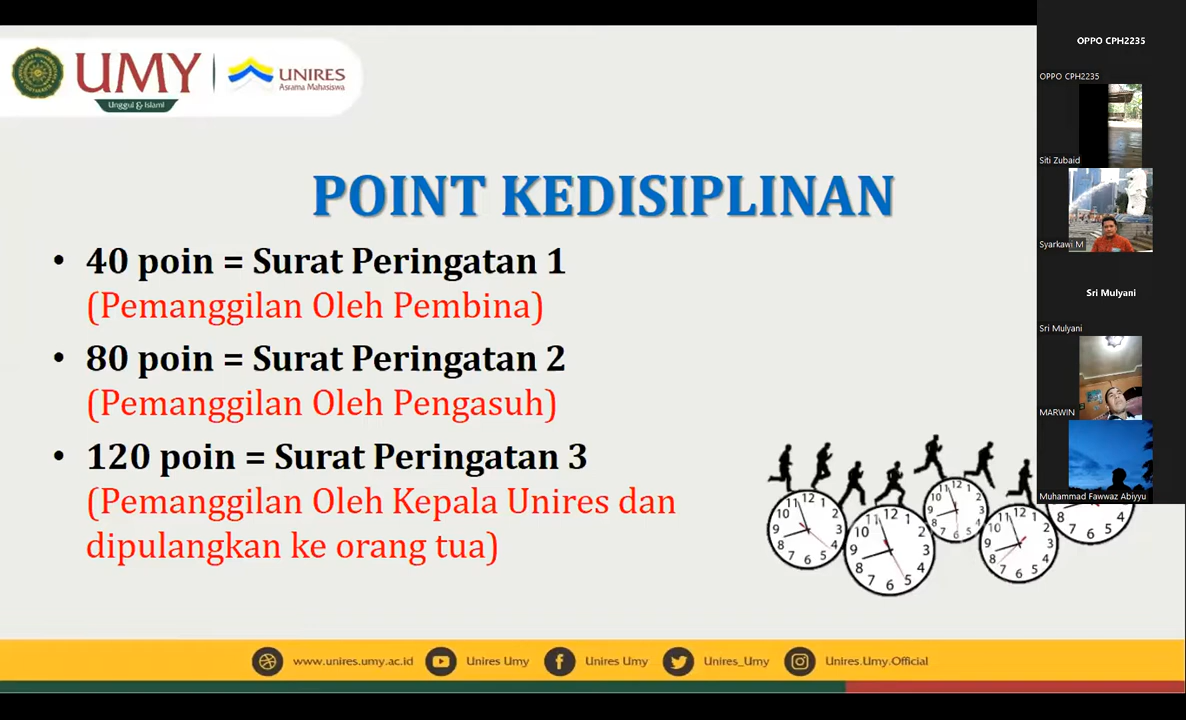 UMY
Unggul & Islami
UNIRES
Asrama Mahasiswa
POINT KEDISIPLINAN
• 40 poin = Surat Peringatan 1
(Pemanggilan Oleh Pembina)
• 80 poin = Surat Peringatan 2
(Pemanggilan Oleh Pengasuh)
• 120 poin = Surat Peringatan 3
(Pemanggilan Oleh Kepala Unires dan
dipulangkan ke orang tua)
www.unires.umy.ac.id
Unires Umy
Unires Umy
Unires_Umy
Unires.Umy.Official
OPPO CPH2235
OPPO CPH2235
Siti Zubaid
Syarkawi M
Sri Mulyani
Sri Mulyani
MARWIN
Muhammad Fawwaz Abiyyu